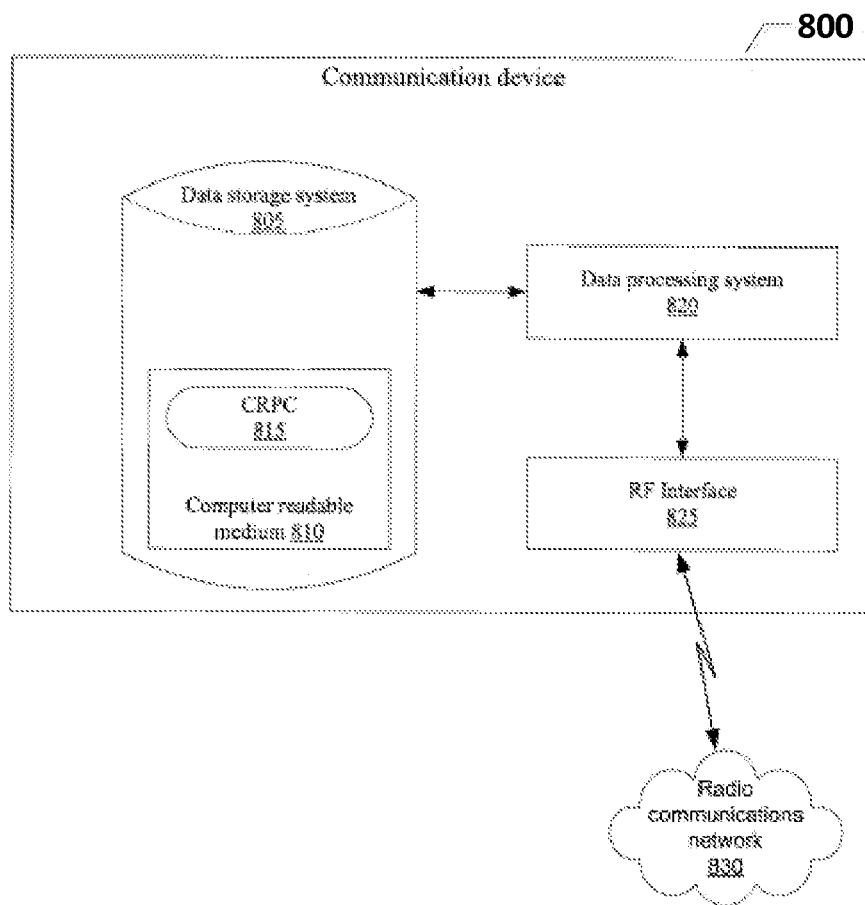 800
Communication device
Data storage system
805
Data processing system
820
CRPC
815
Computer readable
medium 810
RF Interface
825
Radio
communications
network
830